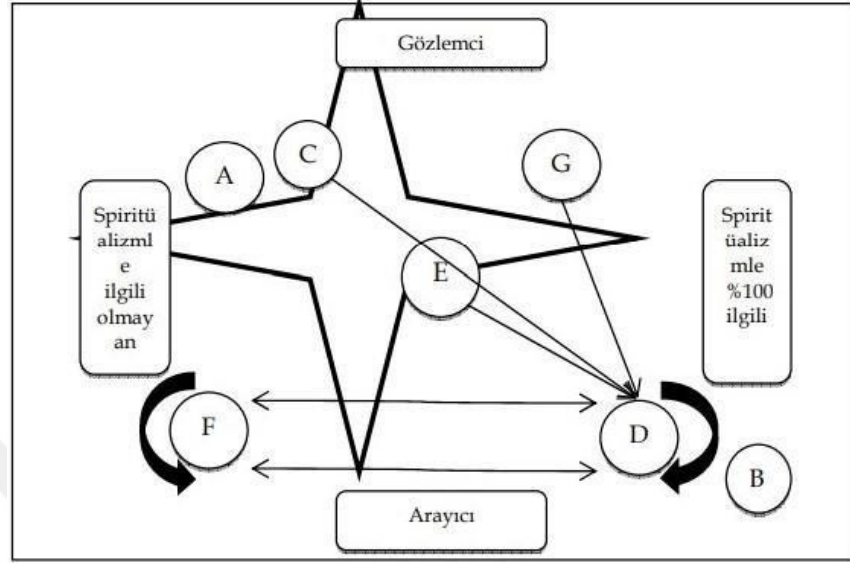 Gözlemci
C
G
A
Spiritü
alizml
e
ilgili
olmay
an
Spirit
üaliz
mle
%100
ilgili
E
F
D
B
Arayıcı